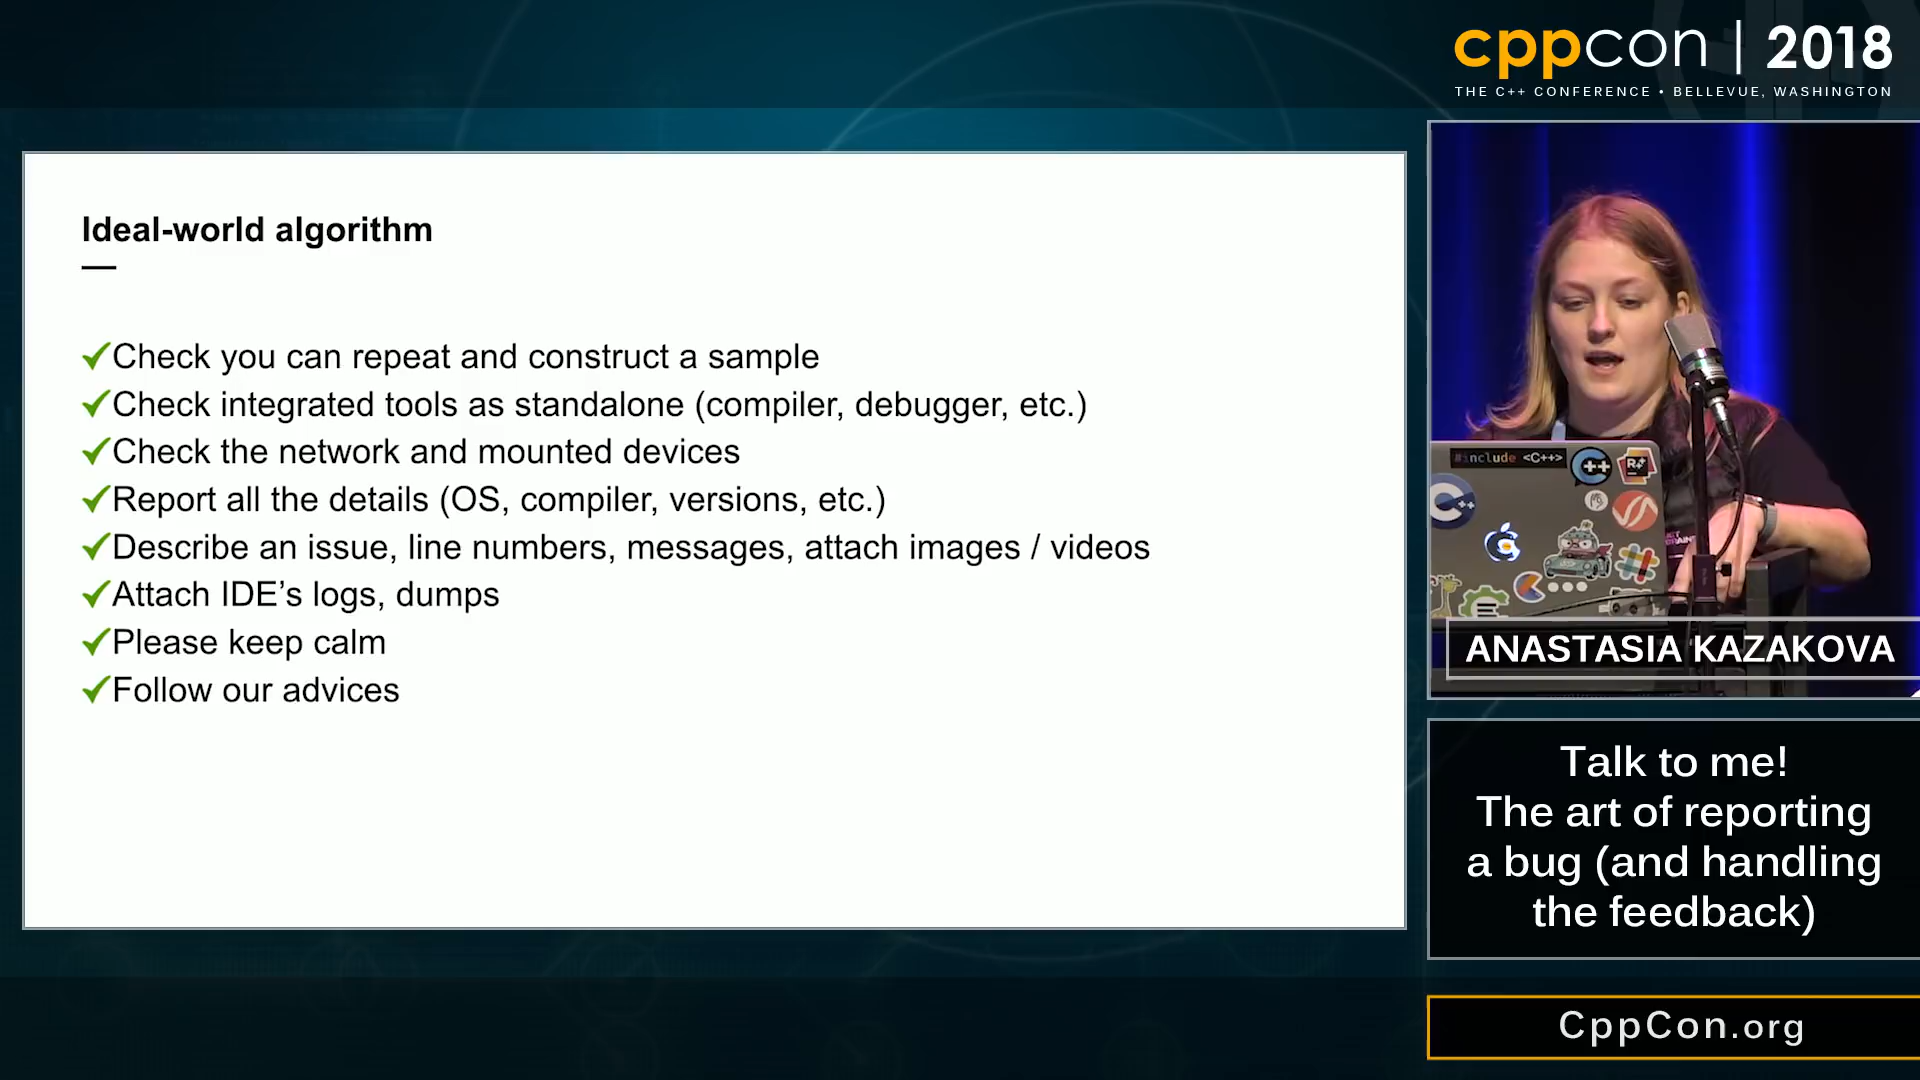 cppcon | 2018
THE C++ CONFERENCE • BELLEVUE, WASHINGTON
Ideal-world algorithm
Check you can repeat and construct a sample
Check integrated tools as standalone (compiler, debugger, etc.)
Check the network and mounted devices
Report all the details (OS, compiler, versions, etc.)
Describe an issue, line numbers, messages, attach images / videos
Attach IDE’s logs, dumps
Please keep calm
Follow our advices
#include <C++>
C++
R++
C++
ANASTASIA KAZAKOVA
Talk to me!
The art of reporting
a bug (and handling
the feedback)
CppCon.org